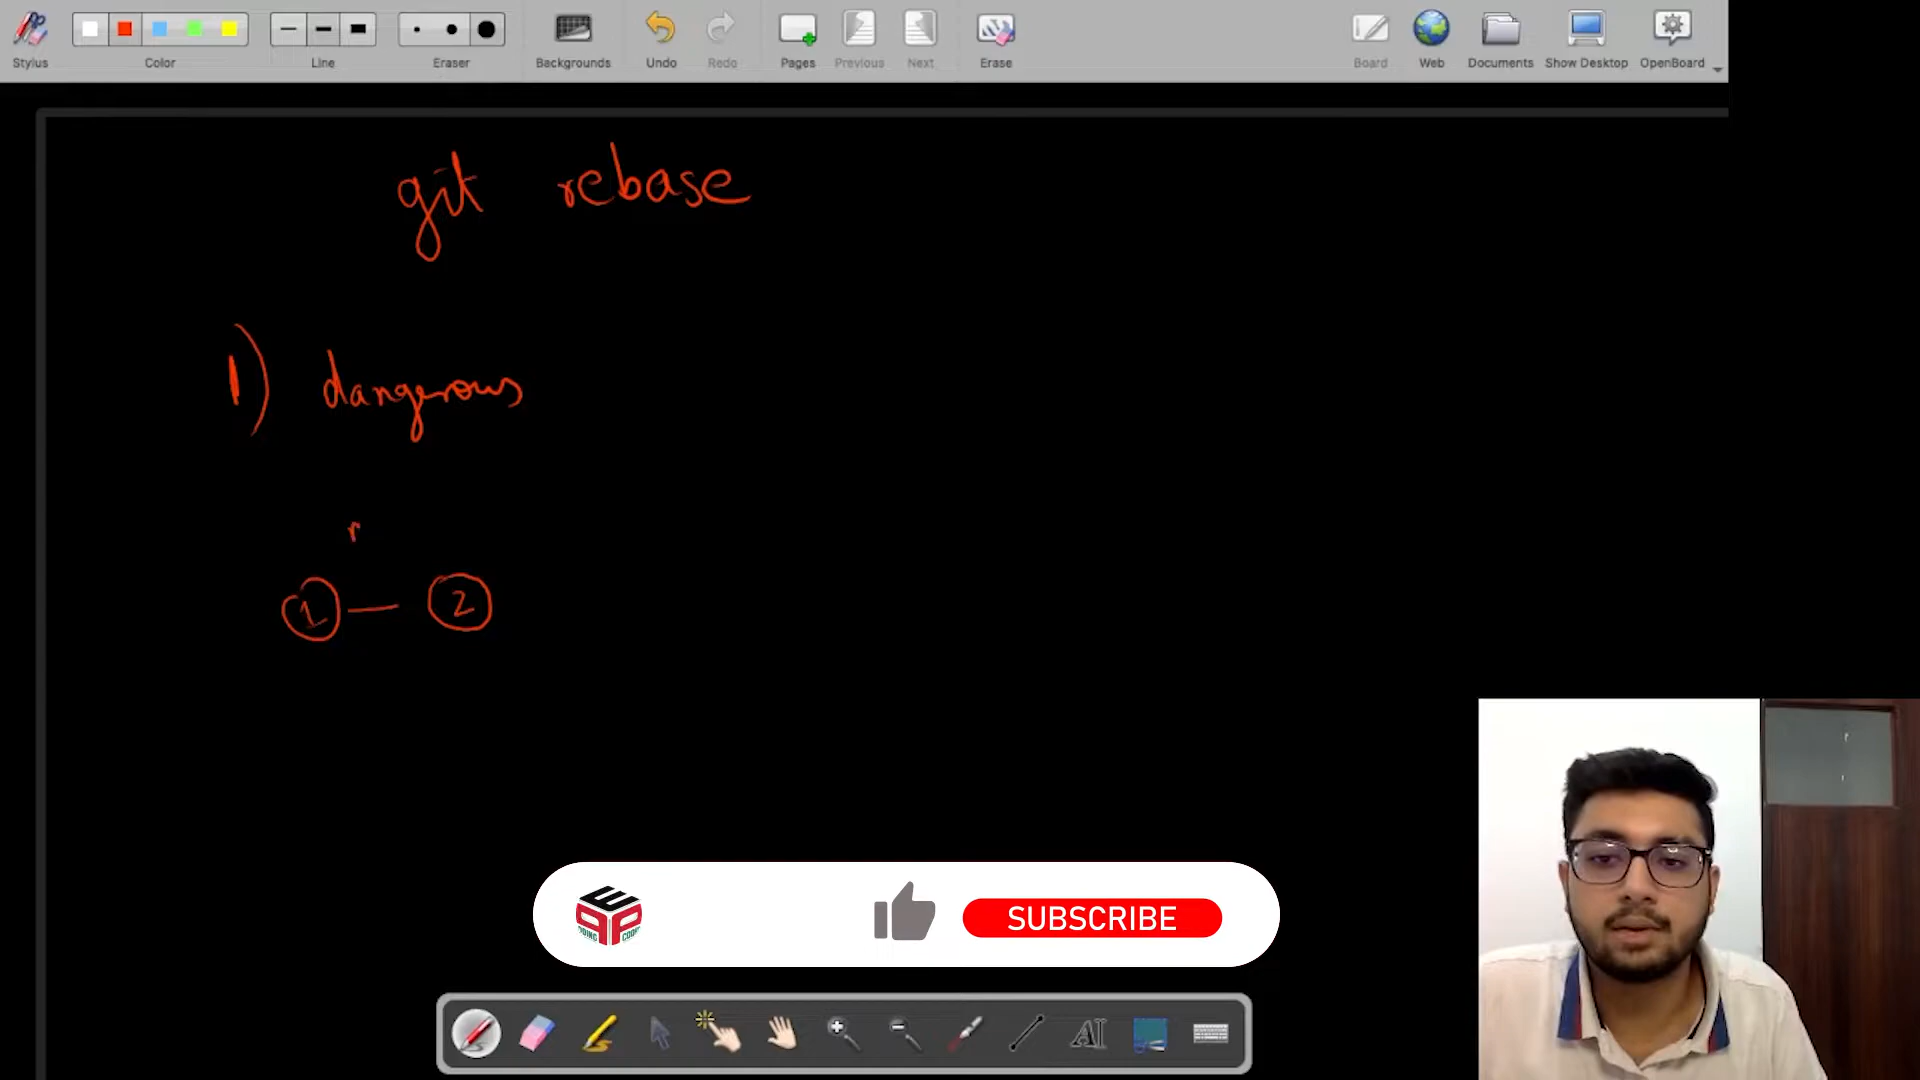 Stylus Color Line Eraser Backgrounds Undo Redo Pages Previous Next Erase Board Web Documents Show Desktop OpenBoard
git rebase
1) dangerous
r
1 2
SUBSCRIBE
AI